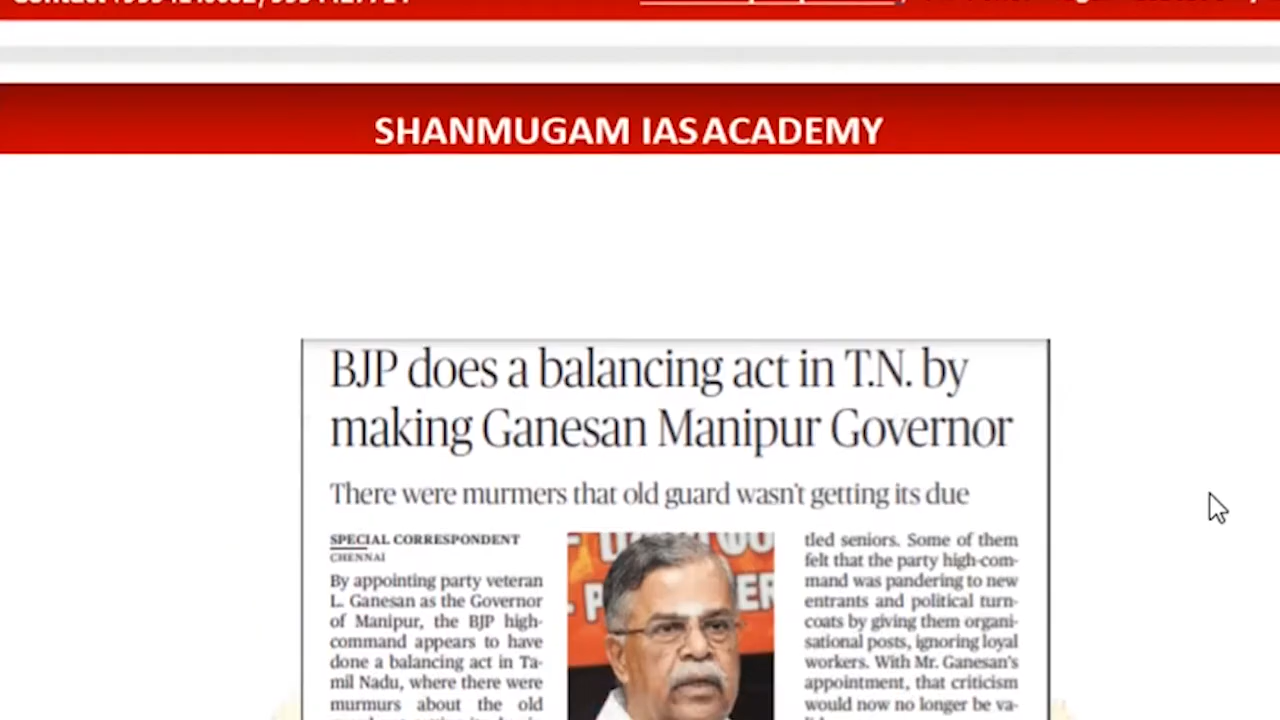 SHANMUGAM IAS ACADEMY
BJP does a balancing act in T.N. by
making Ganesan Manipur Governor
There were murmers that old guard wasn't getting its due
SPECIAL CORRESPONDENT
CHENNAI
By appointing party veteran
L. Ganesan as the Governor
of Manipur, the BJP high-
command appears to have
done a balancing act in Ta-
mil Nadu, where there were
murmurs about the old
tled seniors. Some of them
felt that the party high-com-
mand was pandering to new
entrants and political turn-
coats by giving them organi-
sational posts, ignoring loyal
workers. With Mr. Ganesan's
appointment, that criticism
would now no longer be va-